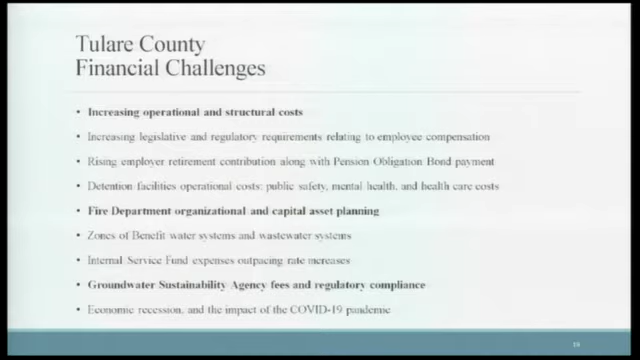 Tulare County
Financial Challenges
• Increasing operational and structural costs
• Increasing legislative and regulatory requirements relating to employee compensation
• Rising employer retirement contribution along with Pension Obligation Bond payment
• Detention facilities operational costs: public safety, mental health, and health care costs
• Fire Department organizational and capital asset planning
• Zones of Benefit water systems and wastewater systems
• Internal Service Fund expenses outpacing rate increases
• Groundwater Sustainability Agency fees and regulatory compliance
• Economic recession, and the impact of the COVID-19 pandemic